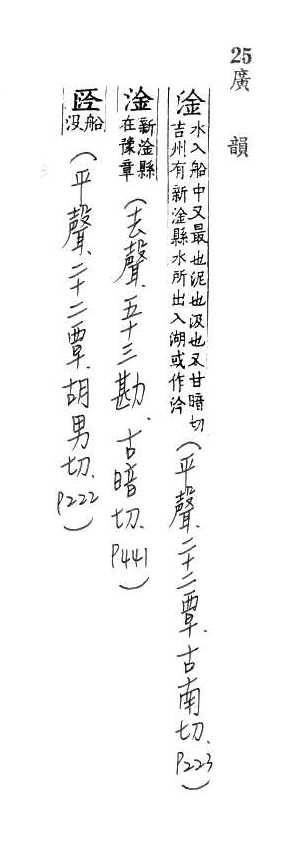 25
廣韻
淦 水入船中又最也泥也汲也又甘暗切
吉州有新淦縣水所出入湖或作汵
(平聲、二十二覃、古南切、P223)
淦 新淦縣
在豫章
(去聲、五十三勘、古暗切、P441)
船
没
(平聲、二十二覃、胡男切、P222)